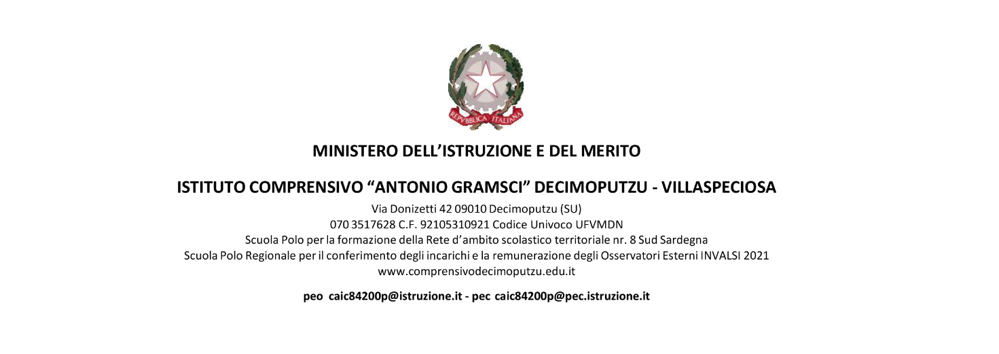 REPVBBLICA ITALIANA
MINISTERO DELL'ISTRUZIONE E DEL MERITO
ISTITUTO COMPRENSIVO “ANTONIO GRAMSCI” DECIMOPUTZU - VILLASPECIOSA
Via Donizetti 42 09010 Decimoputzu (SU)
070 3517628 C.F. 92105310921 Codice Univoco UFVMDN
Scuola Polo per la formazione della Rete d’ambito scolastico territoriale nr. 8 Sud Sardegna
Scuola Polo Regionale per il conferimento degli incarichi e la remunerazione degli Osservatori Esterni INVALSI 2021
www.comprensivodecimoputzu.edu.it
peo caic84200p@istruzione.it - pec caic84200p@pec.istruzione.it